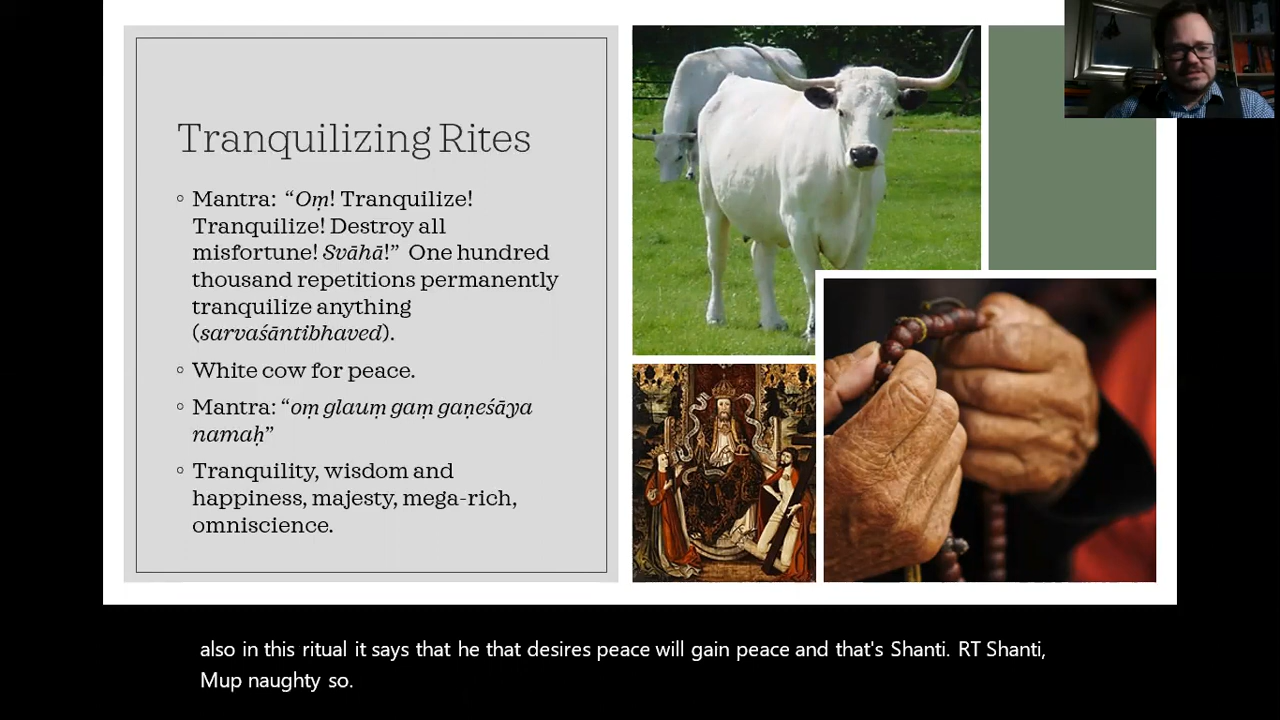 Tranquilizing Rites
◦ Mantra: “Oṃ! Tranquilize!
Tranquilize! Destroy all
misfortune! Svāhā!” One hundred
thousand repetitions permanently
tranquilize anything
(sarvaśāntibhaved).
◦ White cow for peace.
◦ Mantra: “oṃ glauṃ gaṃ gaṇeśāya
namaḥ”
◦ Tranquility, wisdom and
happiness, majesty, mega-rich,
omniscience.
also in this ritual it says that he that desires peace will gain peace and that's Shanti. RT Shanti,
Mup naughty so.